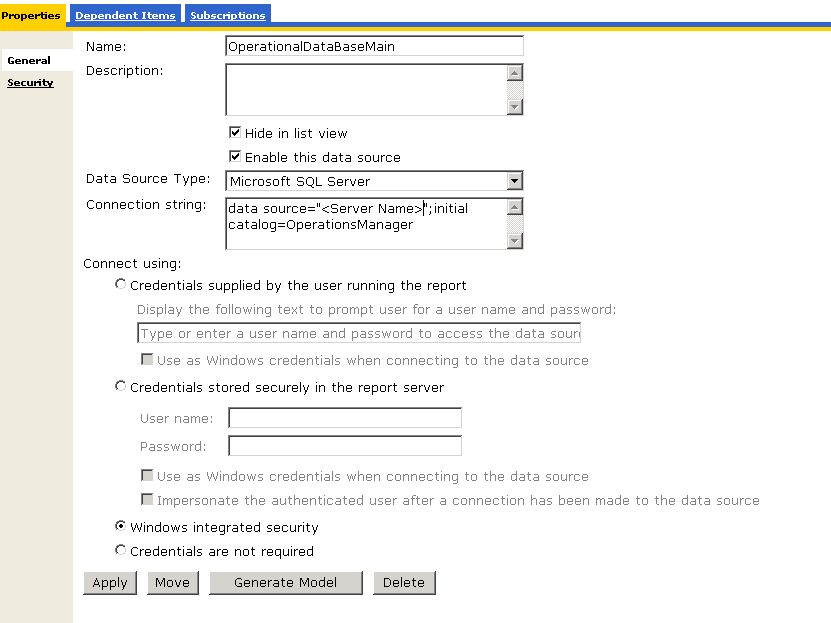 Properties Dependent Items Subscriptions
General
Security
Name: OperationalDataBaseMain
Description:
Hide in list view
Enable this data source
Data Source Type: Microsoft SQL Server
Connection string: data source="<Server Name>";initial
catalog=OperationsManager
Connect using:
Credentials supplied by the user running the report
Display the following text to prompt user for a user name and password:
Type or enter a user name and password to access the data sour
Use as Windows credentials when connecting to the data source
Credentials stored securely in the report server
User name:
Password:
Use as Windows credentials when connecting to the data source
Impersonate the authenticated user after a connection has been made to the data source
Windows integrated security
Credentials are not required
Apply Move Generate Model Delete